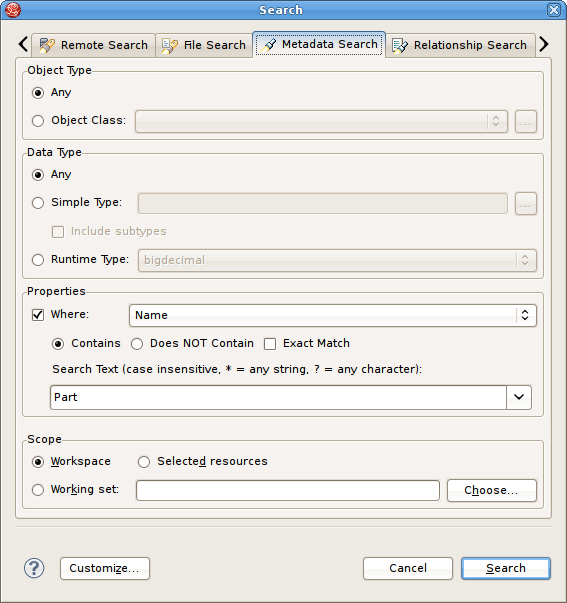 Search
Remote Search File Search Metadata Search Relationship Search
Object Type
Any
Object Class: ...
Data Type
Any
Simple Type: ...
Include subtypes
Runtime Type: bigdecimal
Properties
Where: Name
Contains Does NOT Contain Exact Match
Search Text (case insensitive, * = any string, ? = any character):
Part
Scope
Workspace Selected resources
Working set: Choose...
? Customize... Cancel Search